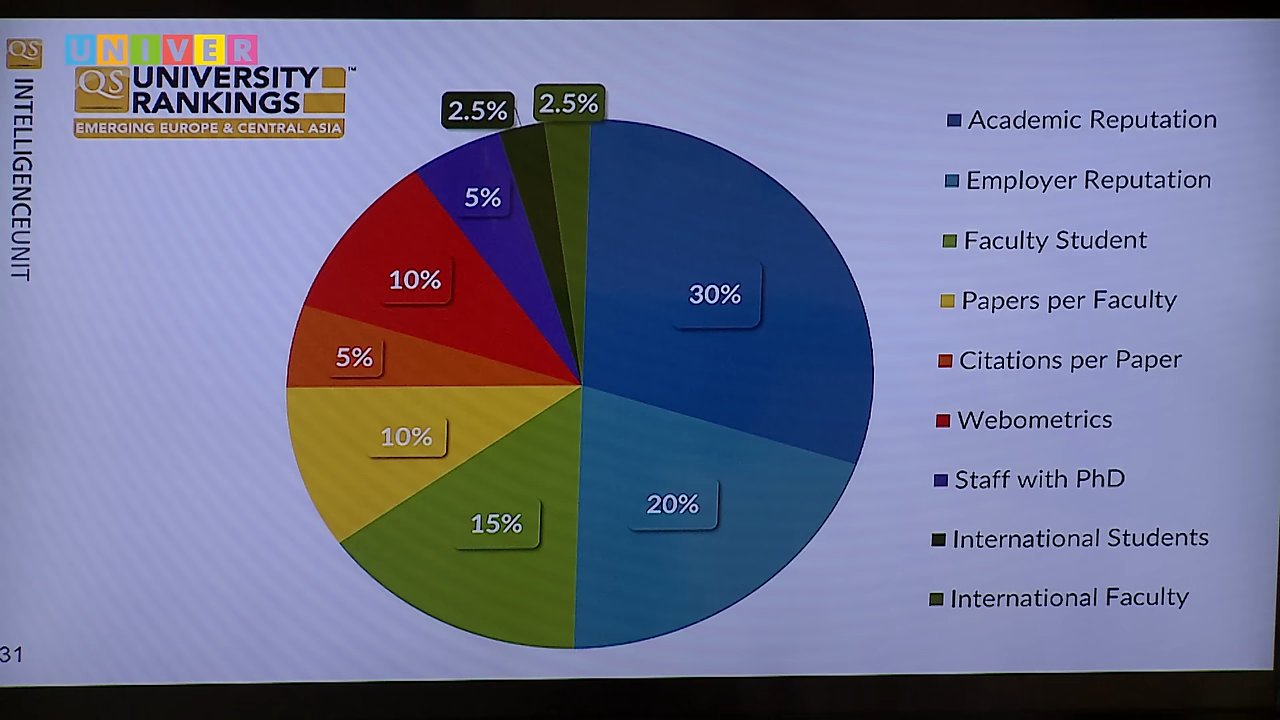 QS
INTELLIGENCEUNIT
UNIVER
QS UNIVERSITY RANKINGS™
EMERGING EUROPE & CENTRAL ASIA
2.5%
2.5%
5%
10%
5%
10%
15%
20%
30%
Academic Reputation
Employer Reputation
Faculty Student
Papers per Faculty
Citations per Paper
Webometrics
Staff with PhD
International Students
International Faculty
31